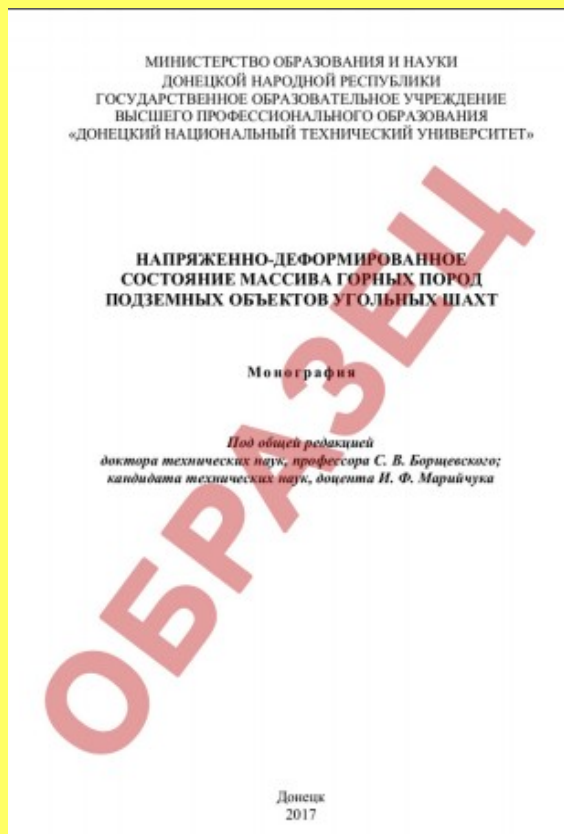 МИНИСТЕРСТВО ОБРАЗОВАНИЯ И НАУКИ
ДОНЕЦКОЙ НАРОДНОЙ РЕСПУБЛИКИ
ГОСУДАРСТВЕННОЕ ОБРАЗОВАТЕЛЬНОЕ УЧРЕЖДЕНИЕ
ВЫСШЕГО ПРОФЕССИОНАЛЬНОГО ОБРАЗОВАНИЯ
«ДОНЕЦКИЙ НАЦИОНАЛЬНЫЙ ТЕХНИЧЕСКИЙ УНИВЕРСИТЕТ»
НАПРЯЖЕННО-ДЕФОРМИРОВАННОЕ
СОСТОЯНИЕ МАССИВА ГОРНЫХ ПОРОД
ПОДЗЕМНЫХ ОБЪЕКТОВ УГОЛЬНЫХ ШАХТ
Монография
Под общей редакцией
доктора технических наук, профессора С. В. Борщевского;
кандидата технических наук, доцента И. Ф. Марийчука
ОБРАЗЕЦ
Донецк
2017